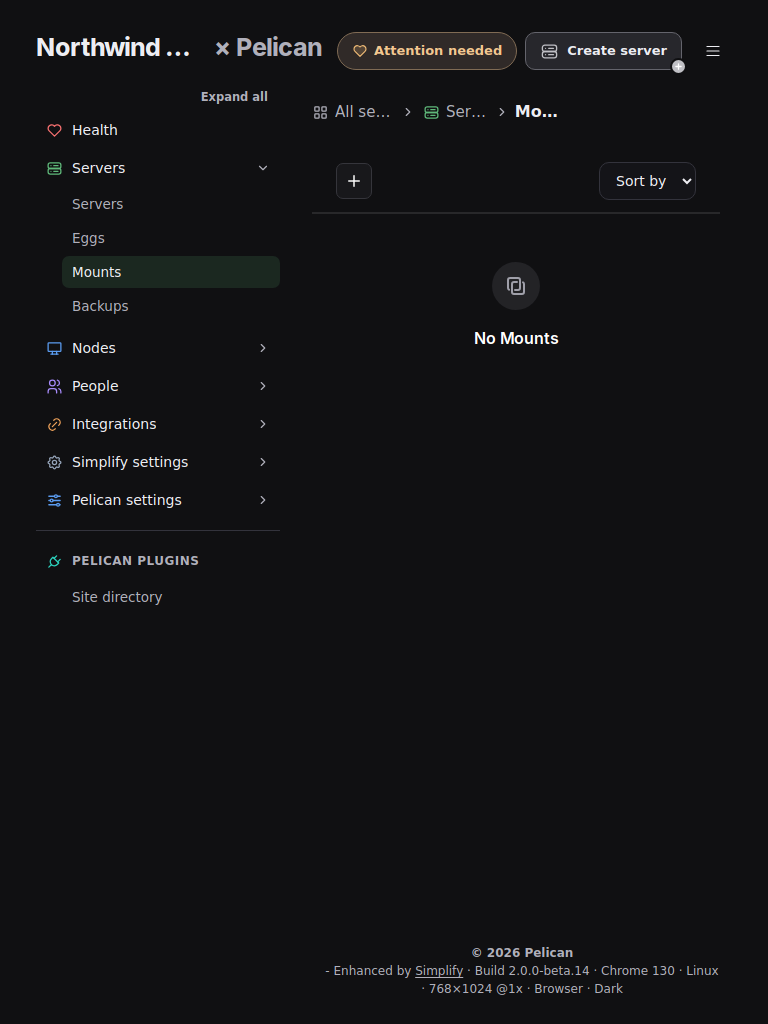 Northwind ... × Pelican
Attention needed
Create server
Expand all
Health
Servers
Servers
Eggs
Mounts
Backups
Nodes
People
Integrations
Simplify settings
Pelican settings
PELICAN PLUGINS
Site directory
All se... > Ser... > Mo...
+
Sort by
No Mounts
© 2026 Pelican
- Enhanced by Simplify · Build 2.0.0-beta.14 · Chrome 130 · Linux
· 768×1024 @1x · Browser · Dark